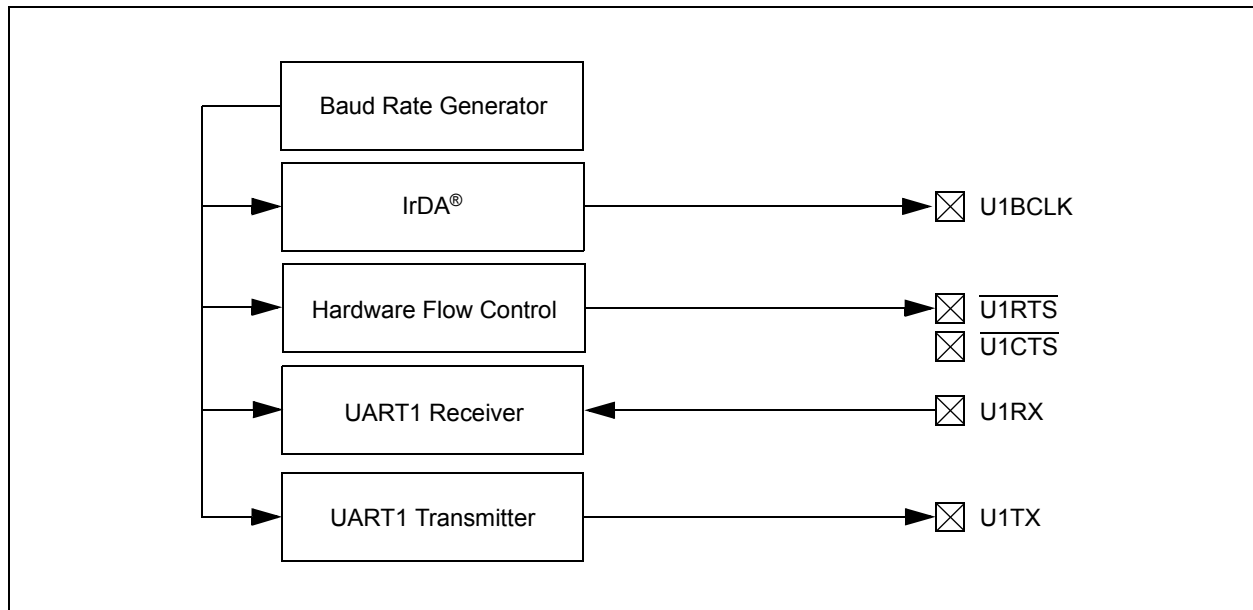 Baud Rate Generator
IrDA®
U1BCLK
Hardware Flow Control
U1RTS
U1CTS
UART1 Receiver
U1RX
UART1 Transmitter
U1TX